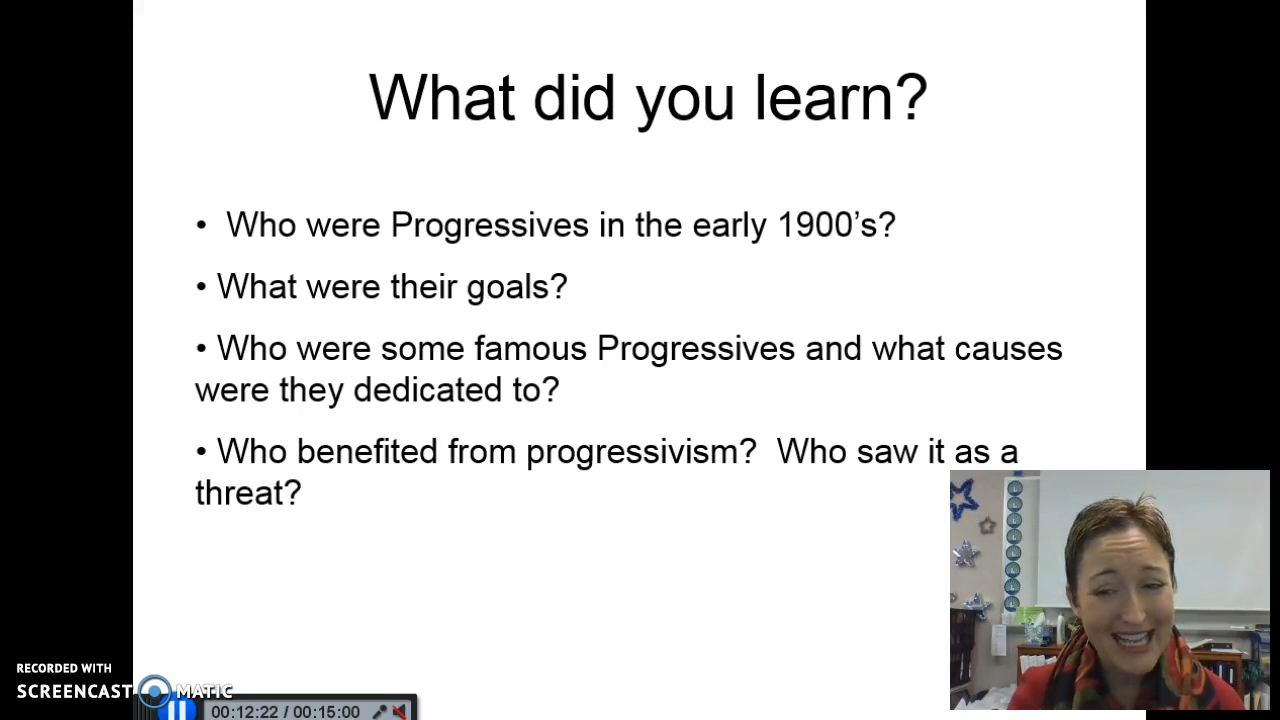 What did you learn?
• Who were Progressives in the early 1900’s?
• What were their goals?
• Who were some famous Progressives and what causes
were they dedicated to?
• Who benefited from progressivism?  Who saw it as a
threat?
RECORDED WITH
SCREENCAST MATIC
00:12:22 / 00:15:00